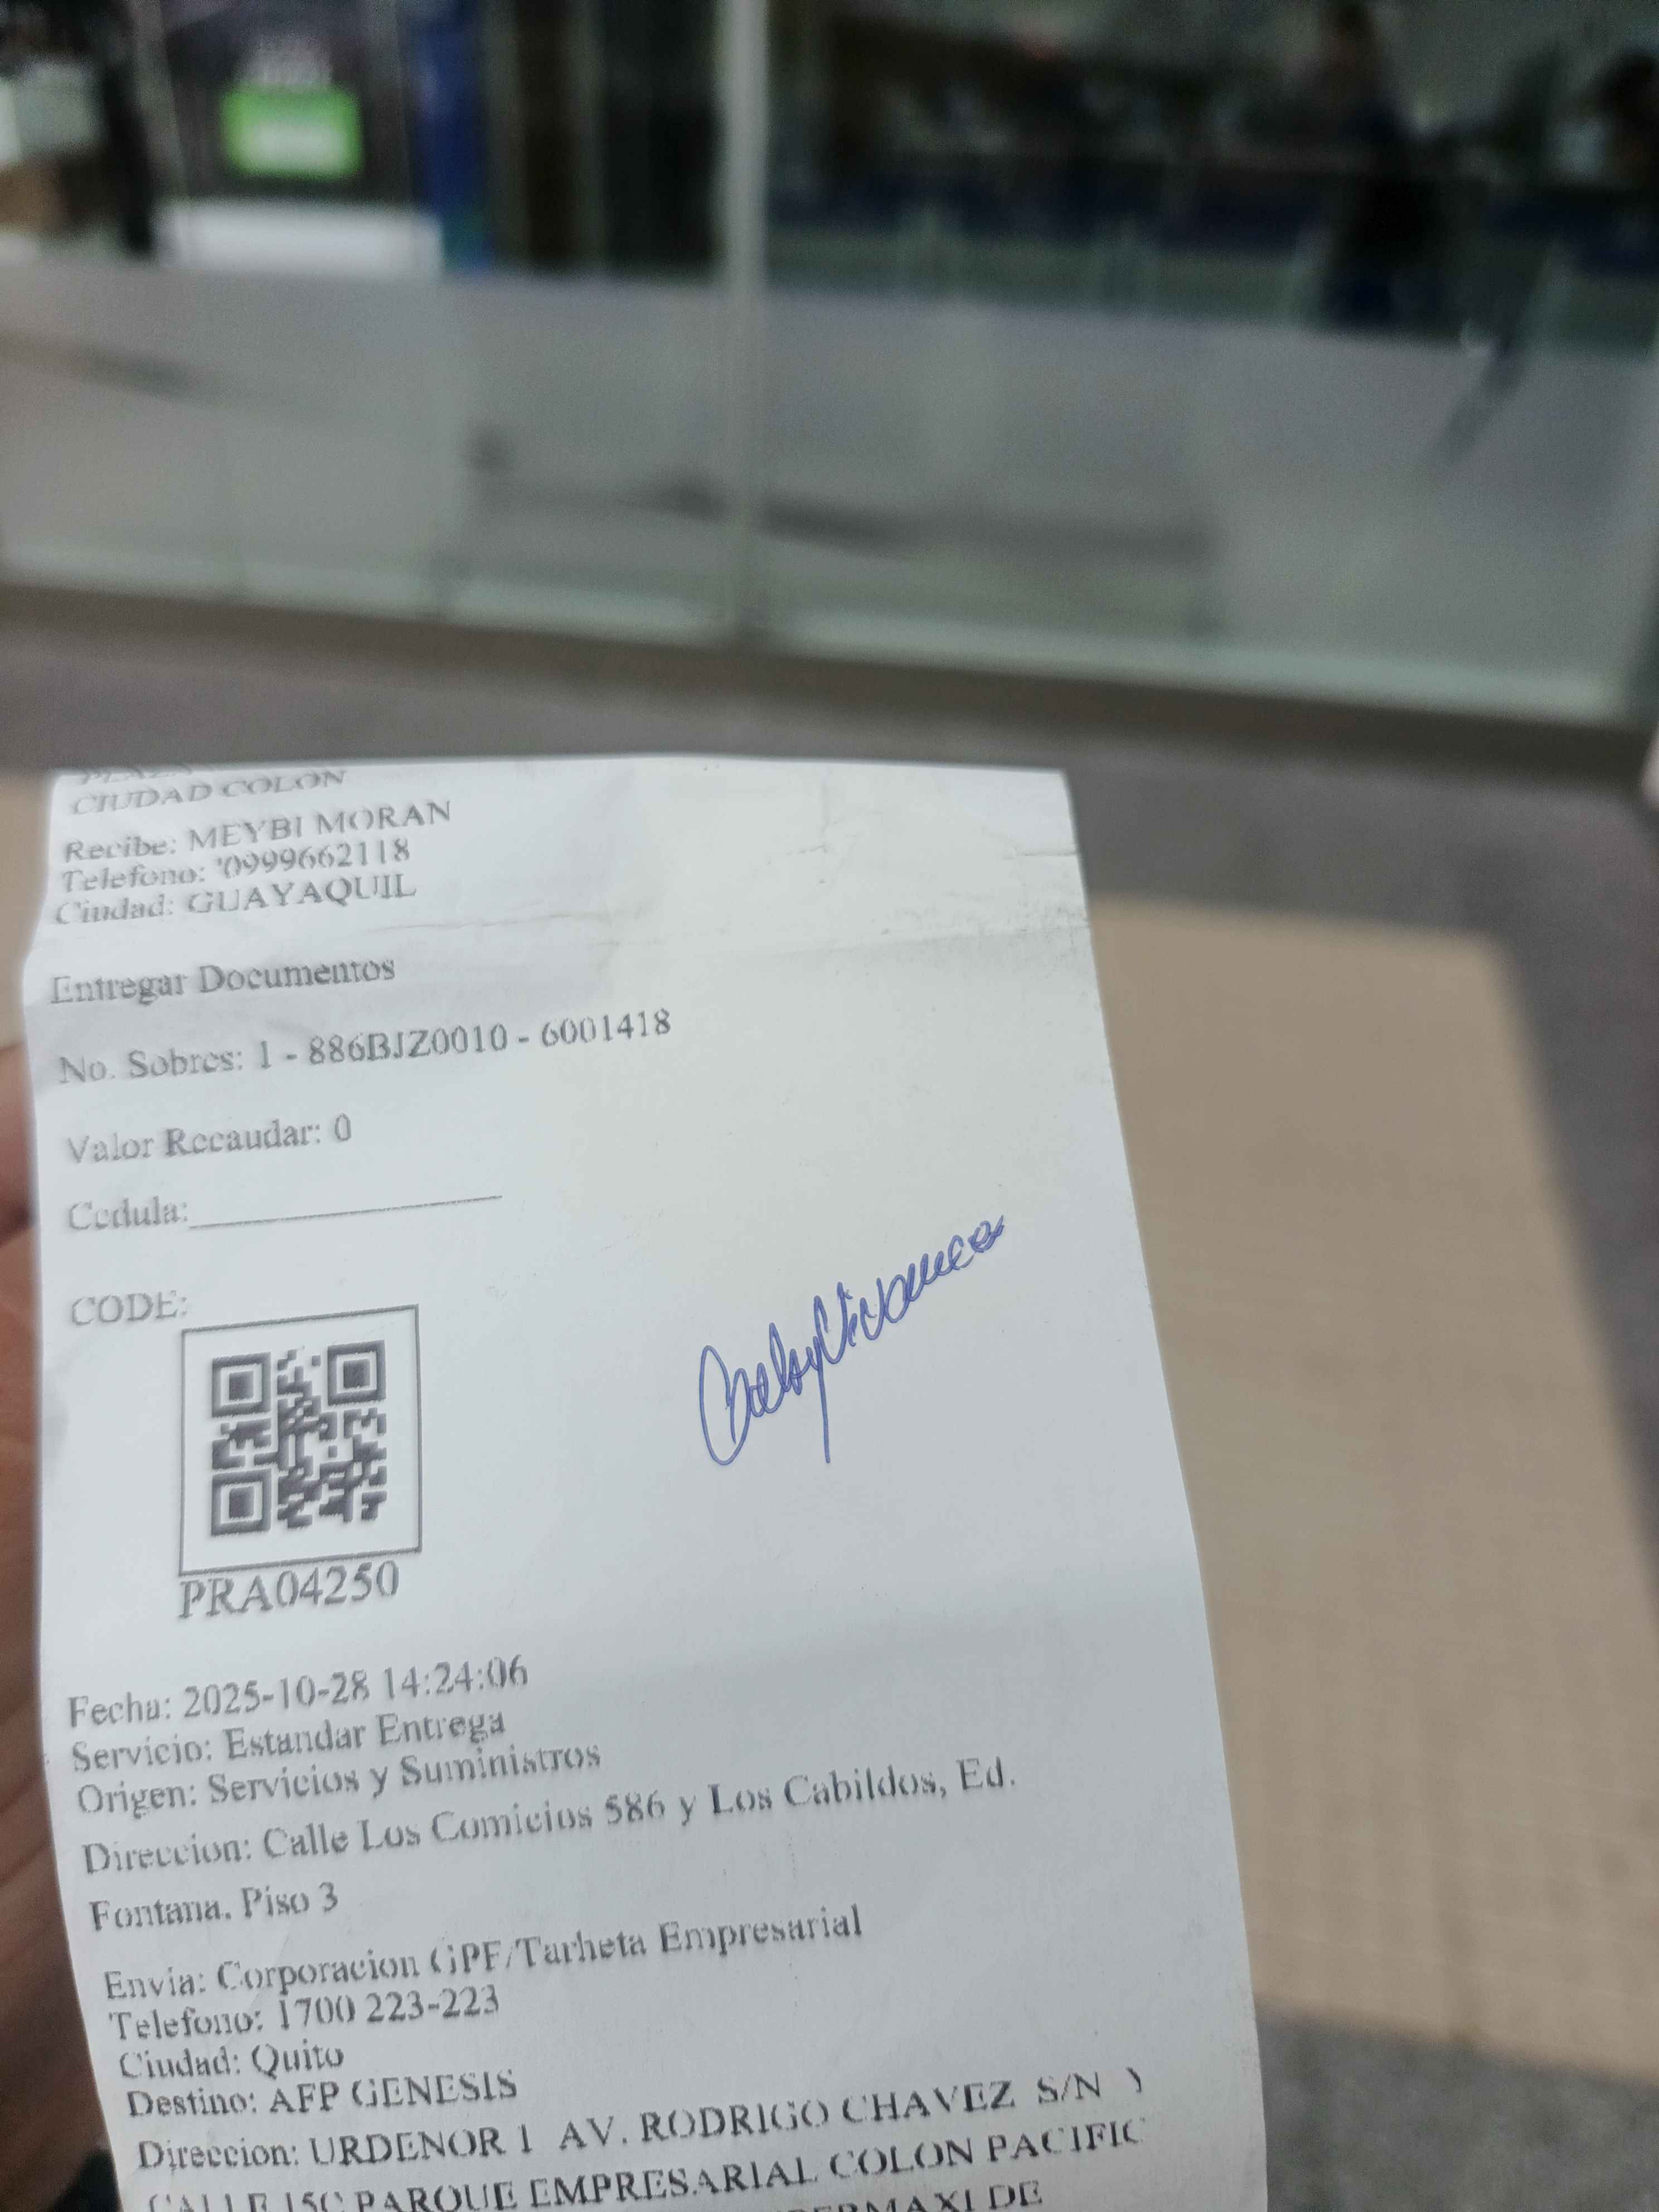 CIUDAD COLON
Recibe: MEYBI MORAN
Telefono: '0999662118
Ciudad: GUAYAQUIL
Entregar Documentos
No. Sobres: 1 - 886BJZ0010 - 6001418
Valor Recaudar: 0
Cedula:
CODE:
PRA04250
Fecha: 2025-10-28 14:24:06
Servicio: Estandar Entrega
Origen: Servicios y Suministros
Direccion: Calle Los Comicios 586 y Los Cabildos, Ed.
Fontana. Piso 3
Envia: Corporacion GPF/Tarheta Empresarial
Telefono: 1700 223-223
Ciudad: Quito
Destino: AFP GENESIS
Direccion: URDENOR 1 AV. RODRIGO CHAVEZ S/N Y
CALLE 15C PARQUE EMPRESARIAL COLON PACIFIC
DE